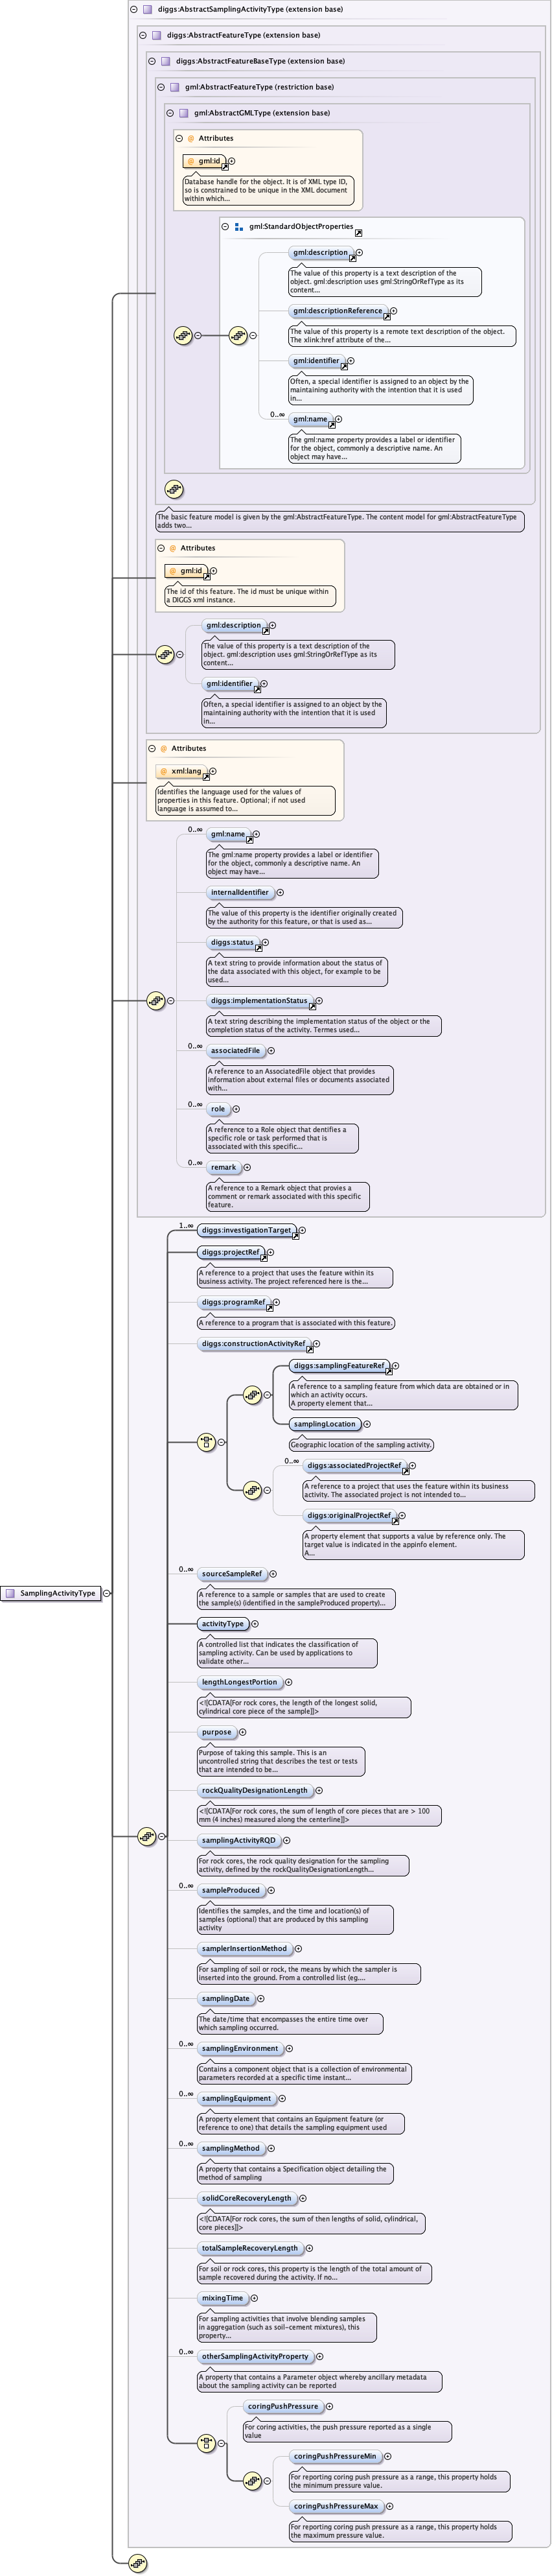 diggs:AbstractSamplingActivityType (extension base)
diggs:AbstractFeatureType (extension base)
diggs:AbstractFeatureBaseType (extension base)
gml:AbstractFeatureType (restriction base)
gml:AbstractGMLType (extension base)
@ Attributes
@ gml:id
Database handle for the object. It is of XML type ID,
so is constrained to be unique in the XML document
within which...
gml:StandardObjectProperties
gml:description
The value of this property is a text description of the
object. gml:description uses gml:StringOrRefType as its
content...
gml:descriptionReference
The value of this property is a remote text description of the object.
The xlink:href attribute of the...
gml:identifier
Often, a special identifier is assigned to an object by the
maintaining authority with the intention that it is used
in...
0..∞
gml:name
The gml:name property provides a label or identifier
for the object, commonly a descriptive name. An
object may have...
The basic feature model is given by the gml:AbstractFeatureType. The content model for gml:AbstractFeatureType
adds two...
@ Attributes
@ gml:id
The id of this feature. The id must be unique within
a DIGGS xml instance.
gml:description
The value of this property is a text description of the
object. gml:description uses gml:StringOrRefType as its
content...
gml:identifier
Often, a special identifier is assigned to an object by the
maintaining authority with the intention that it is used
in...
@ Attributes
@ xml:lang
Identifies the language used for the values of
properties in this feature. Optional; if not used
language is assumed to...
0..∞
gml:name
The gml:name property provides a label or identifier
for the object, commonly a descriptive name. An
object may have...
internalIdentifier
The value of this property is the identifier originally created
by the authority for this feature, or that is used as...
diggs:status
A text string to provide information about the status of
the data associated with this object, for example to be
used...
diggs:implementationStatus
A text string describing the implementation status of the object or the
completion status of the activity. Termes used...
0..∞
associatedFile
A reference to an AssociatedFile object that provides
information about external files or documents associated
with...
0..∞
role
A reference to a Role object that dentifies a
specific role or task performed that is
associated with this specific...
0..∞
remark
A reference to a Remark object that provies a
comment or remark associated with this specific
feature.
1..∞
diggs:investigationTarget
diggs:projectRef
A reference to a project that uses the feature within its
business activity. The project referenced here is the...
diggs:programRef
A reference to a program that is associated with this feature.
diggs:constructionActivityRef
diggs:samplingFeatureRef
A reference to a sampling feature from which data are obtained or in
which an activity occurs.
A property element that...
samplingLocation
Geographic location of the sampling activity.
0..∞
diggs:associatedProjectRef
A reference to a project that uses the feature within its business
activity. The associated project is not intended to...
diggs:originalProjectRef
A property element that supports a value by reference only. The
target value is indicated in the appinfo element.
A...
0..∞
sourceSampleRef
A reference to a sample or samples that are used to create
the sample(s) (identified in the sampleProduced property)...
SamplingActivityType
activityType
A controlled list that indicates the classification of
sampling activity. Can be used by applications to
validate other...
lengthLongestPortion
<![CDATA[For rock cores, the length of the longest solid,
cylindrical core piece of the sample]]>
purpose
Purpose of taking this sample. This is an
uncontrolled string that describes the test or tests
that are intended to be...
rockQualityDesignationLength
<![CDATA[For rock cores, the sum of length of core pieces that are > 100
mm (4 inches) measured along the centerline]]>
samplingActivityRQD
For rock cores, the rock quality designation for the sampling
activity, defined by the rockQualityDesignationLength...
0..∞
sampleProduced
Identifies the samples, and the time and location(s) of
samples (optional) that are produced by this sampling
activity
samplerInsertionMethod
For sampling of soil or rock, the means by which the sampler is
inserted into the ground. From a controlled list (eg....
samplingDate
The date/time that encompasses the entire time over
which sampling occurred.
0..∞
samplingEnvironment
Contains a component object that is a collection of environmental
parameters recorded at a specific time instant...
0..∞
samplingEquipment
A property element that contains an Equipment feature (or
reference to one) that details the sampling equipment used
0..∞
samplingMethod
A property that contains a Specification object detailing the
method of sampling
solidCoreRecoveryLength
<![CDATA[For rock cores, the sum of then lengths of solid, cylindrical,
core pieces]]>
totalSampleRecoveryLength
For soil or rock cores, this property is the length of the total amount of
sample recovered during the activity. If no...
mixingTime
For sampling activities that involve blending samples
in aggregation (such as soil-cement mixtures), this
property...
0..∞
otherSamplingActivityProperty
A property that contains a Parameter object whereby ancillary metadata
about the sampling activity can be reported
coringPushPressure
For coring activities, the push pressure reported as a single
value
coringPushPressureMin
For reporting coring push pressure as a range, this property holds
the minimum pressure value.
coringPushPressureMax
For reporting coring push pressure as a range, this property holds
the maximum pressure value.